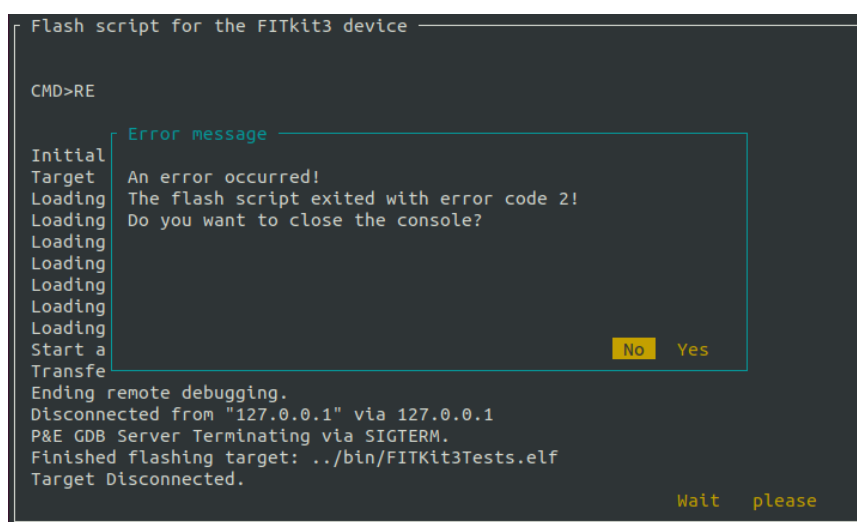 Flash script for the FITkit3 device
CMD>RE
Error message
Initial
Target An error occurred!
Loading The flash script exited with error code 2!
Loading Do you want to close the console?
Loading
Loading
Loading
Loading
Loading
Start a No Yes
Transfe
Ending remote debugging.
Disconnected from "127.0.0.1" via 127.0.0.1
P&E GDB Server Terminating via SIGTERM.
Finished flashing target: ../bin/FITKit3Tests.elf
Target Disconnected.
Wait please